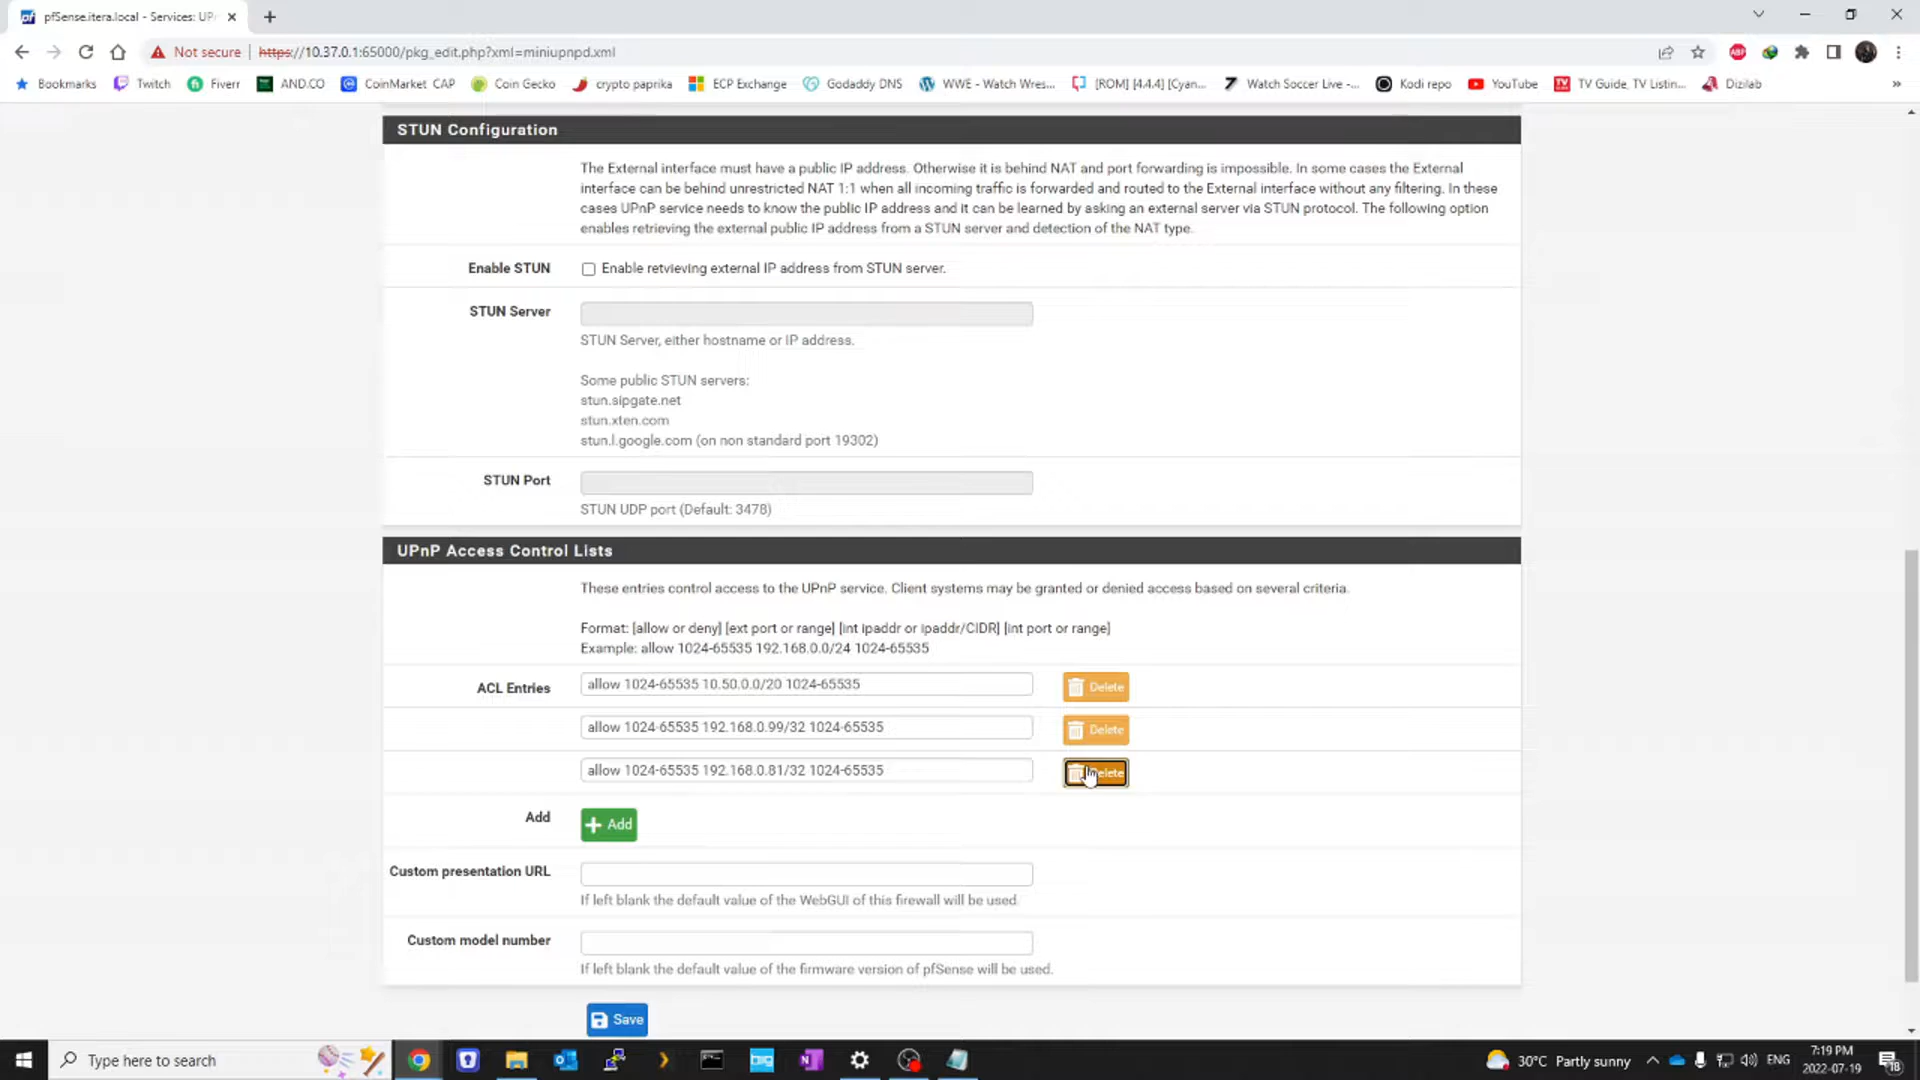 pfSense.itera.local - Services: UP
Not secure https://10.37.0.1:65000/pkg_edit.php?xml=miniupnpd.xml
ABP
Bookmarks Twitch Fiverr AND.CO CoinMarket CAP Coin Gecko crypto paprika ECP Exchange Godaddy DNS WWE - Watch Wres... [ROM] [4.4.4] [Cyan... Watch Soccer Live -... Kodi repo YouTube TV Guide, TV Listin... Dizilab »
STUN Configuration
The External interface must have a public IP address. Otherwise it is behind NAT and port forwarding is impossible. In some cases the External
interface can be behind unrestricted NAT 1:1 when all incoming traffic is forwarded and routed to the External interface without any filtering. In these
cases UPnP service needs to know the public IP address and it can be learned by asking an external server via STUN protocol. The following option
enables retrieving the external public IP address from a STUN server and detection of the NAT type.
Enable STUN Enable retvieving external IP address from STUN server.
STUN Server
STUN Server, either hostname or IP address.
Some public STUN servers:
stun.sipgate.net
stun.xten.com
stun.l.google.com (on non standard port 19302)
STUN Port
STUN UDP port (Default: 3478)
UPnP Access Control Lists
These entries control access to the UPnP service. Client systems may be granted or denied access based on several criteria.
Format: [allow or deny] [ext port or range] [int ipaddr or ipaddr/CIDR] [int port or range]
Example: allow 1024-65535 192.168.0.0/24 1024-65535
ACL Entries allow 1024-65535 10.50.0.0/20 1024-65535 Delete
allow 1024-65535 192.168.0.99/32 1024-65535 Delete
allow 1024-65535 192.168.0.81/32 1024-65535 Delete
Add + Add
Custom presentation URL
If left blank the default value of the WebGUI of this firewall will be used.
Custom model number
If left blank the default value of the firmware version of pfSense will be used.
Save
Type here to search 30°C Partly sunny ENG 7:19 PM
2022-07-19 18